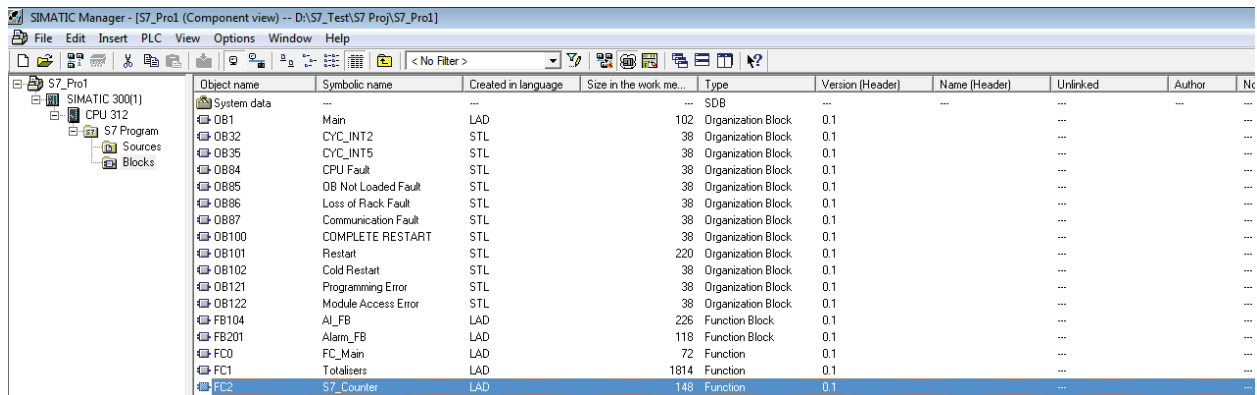 SIMATIC Manager - [S7_Pro1 (Component view) -- D:\S7_Test\S7 Proj\S7_Pro1]
File Edit Insert PLC View Options Window Help
< No Filter >
S7_Pro1
SIMATIC 300(1)
CPU 312
S7 Program
Sources
Blocks
Object name Symbolic name Created in language Size in the work me... Type Version (Header) Name (Header) Unlinked Author No
System data --- --- --- SDB --- --- --- --- ---
OB1 Main LAD 102 Organization Block 0.1 --- ---
OB32 CYC_INT2 STL 38 Organization Block 0.1 --- ---
OB35 CYC_INT5 STL 38 Organization Block 0.1 --- ---
OB84 CPU Fault STL 38 Organization Block 0.1 --- ---
OB85 OB Not Loaded Fault STL 38 Organization Block 0.1 --- ---
OB86 Loss of Rack Fault STL 38 Organization Block 0.1 --- ---
OB87 Communication Fault STL 38 Organization Block 0.1 --- ---
OB100 COMPLETE RESTART STL 38 Organization Block 0.1 --- ---
OB101 Restart STL 220 Organization Block 0.1 --- ---
OB102 Cold Restart STL 38 Organization Block 0.1 --- ---
OB121 Programming Error STL 38 Organization Block 0.1 --- ---
OB122 Module Access Error STL 38 Organization Block 0.1 --- ---
FB104 AI_FB LAD 226 Function Block 0.1 --- ---
FB201 Alarm_FB LAD 118 Function Block 0.1 --- ---
FC0 FC_Main LAD 72 Function 0.1 --- ---
FC1 Totalisers LAD 1814 Function 0.1 --- ---
FC2 S7_Counter LAD 148 Function 0.1 --- ---